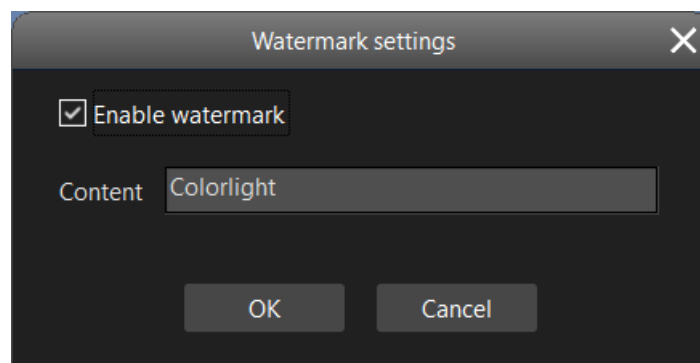 Watermark settings
Enable watermark
Content Colorlight
OK Cancel